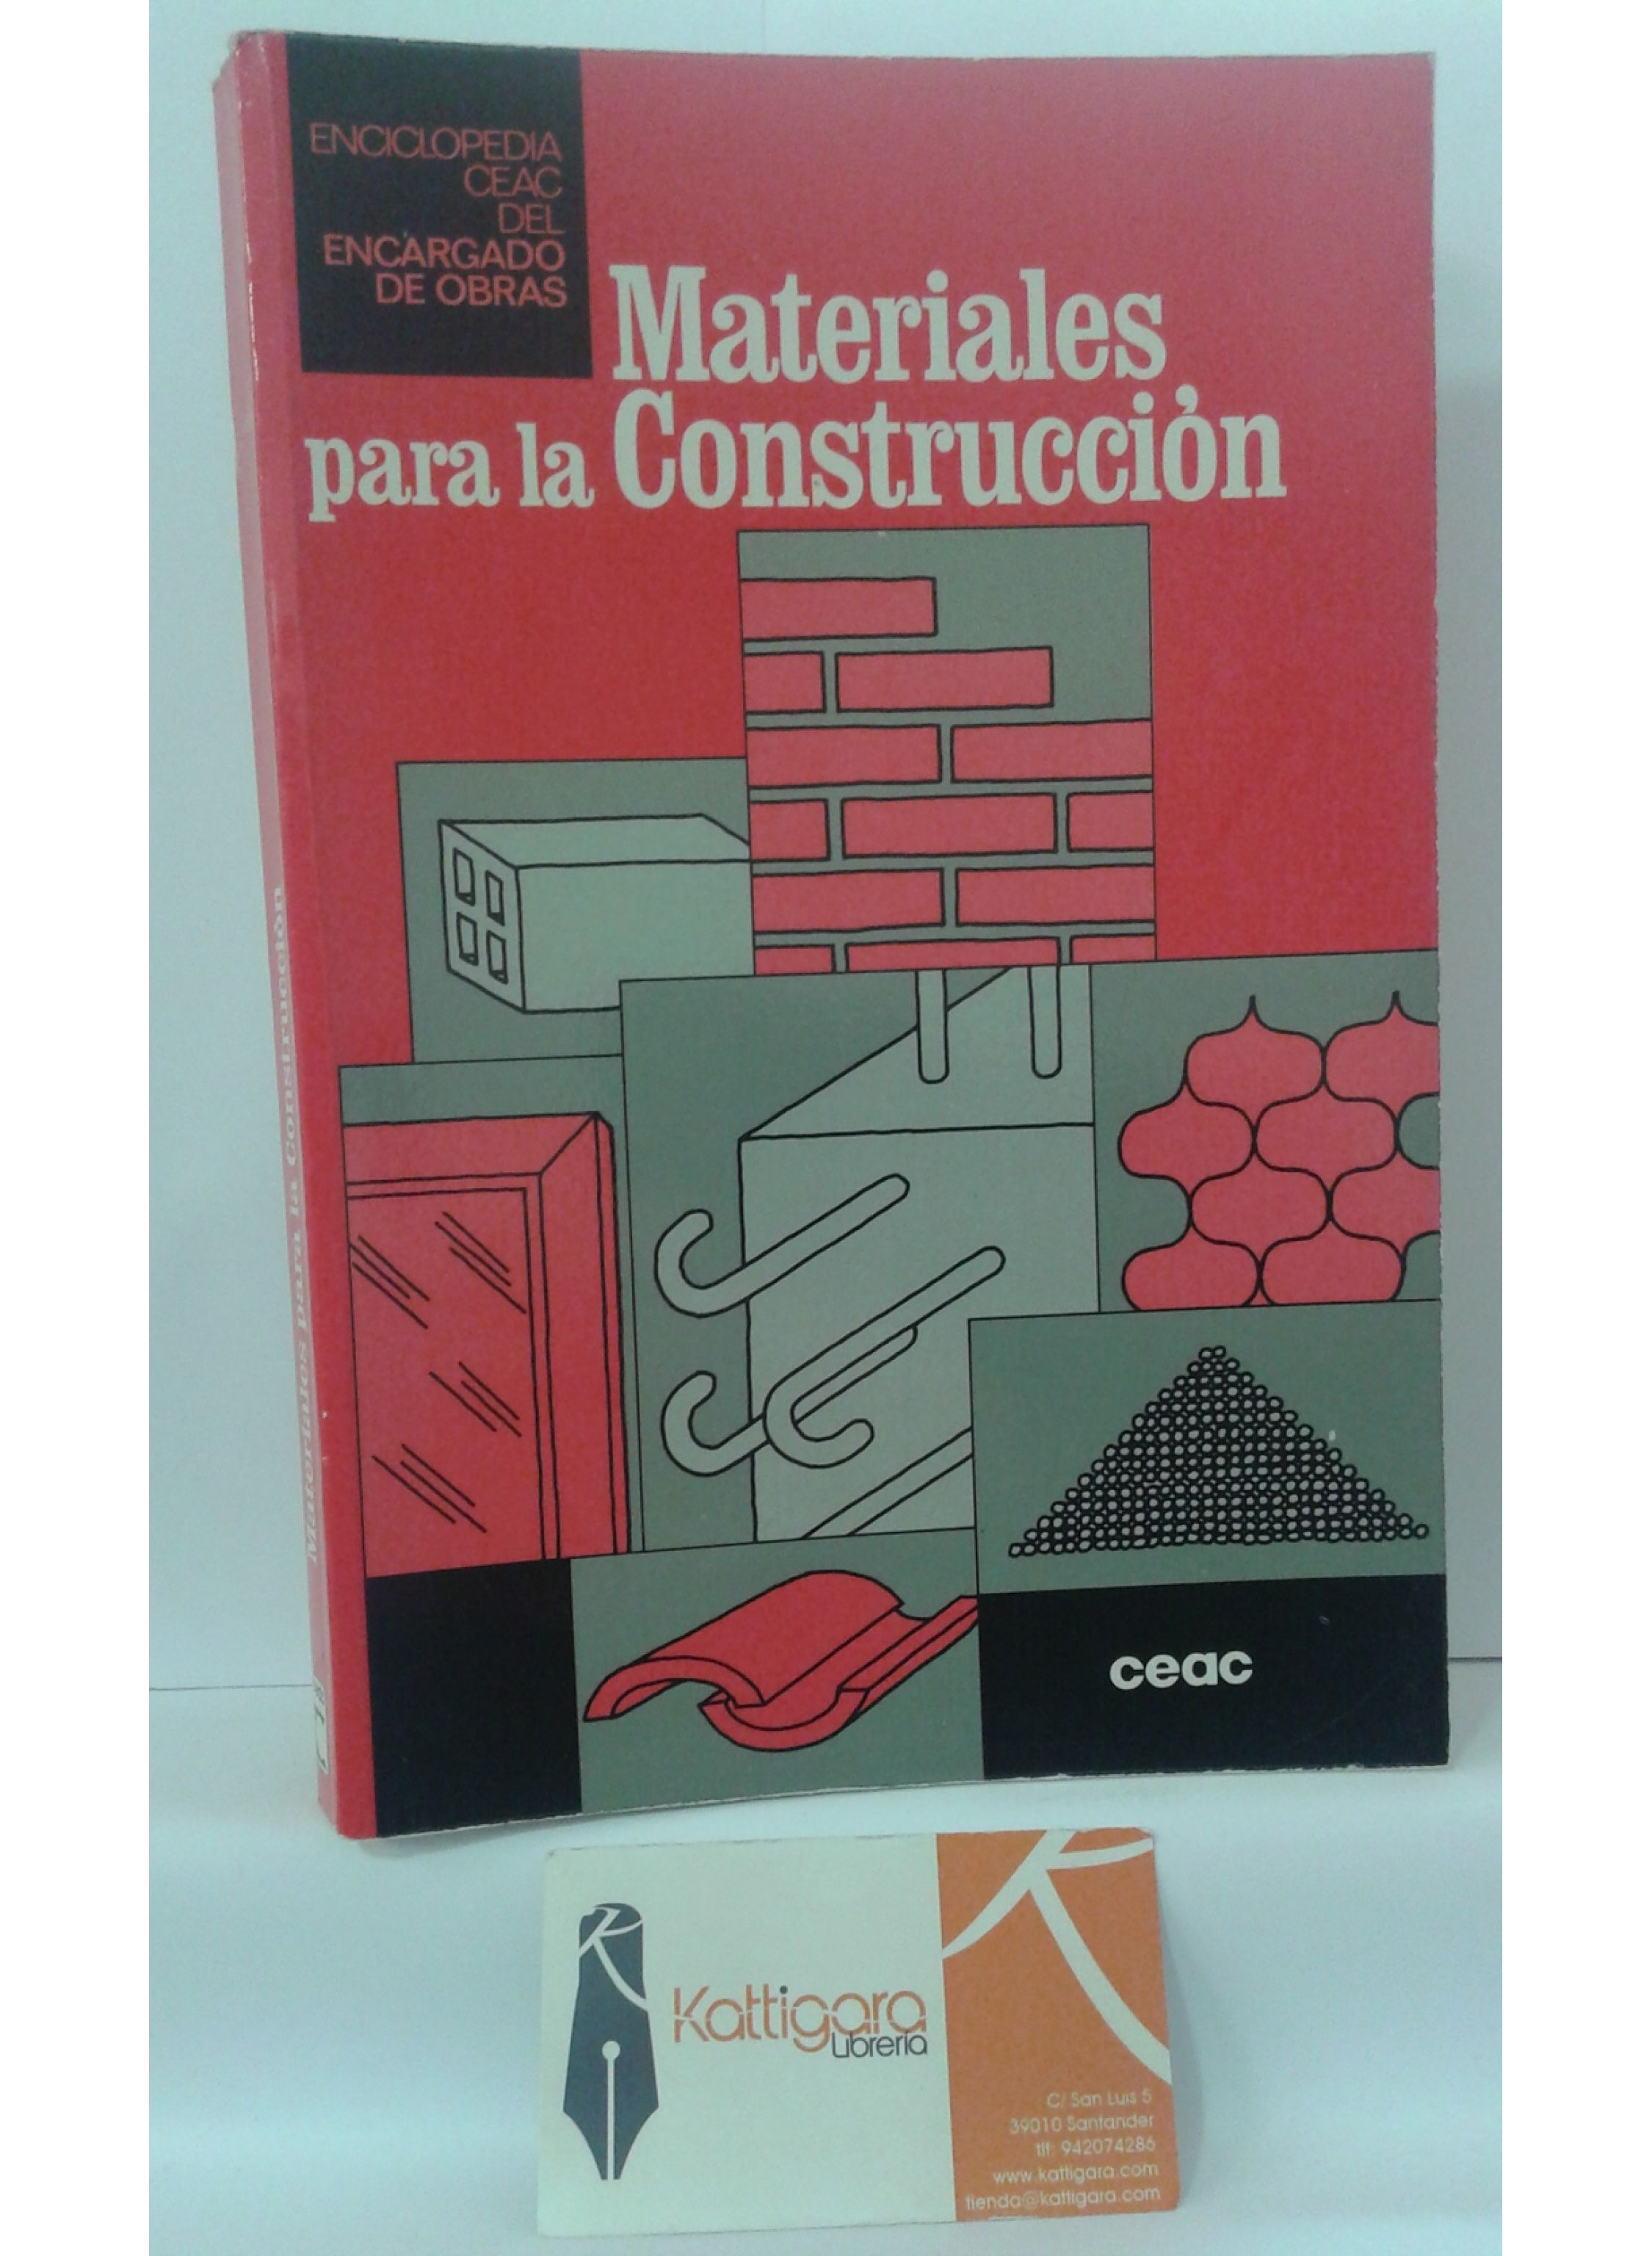 ENCICLOPEDIA
CEAC
DEL
ENCARGADO
DE OBRAS
Materiales
para la Construcción
Materiales para la Construcción
ceac
Kattigara
Librería
C/ San Luis 5
39010 Santander
tlf: 942074286
www.kattigara.com
tienda@kattigara.com